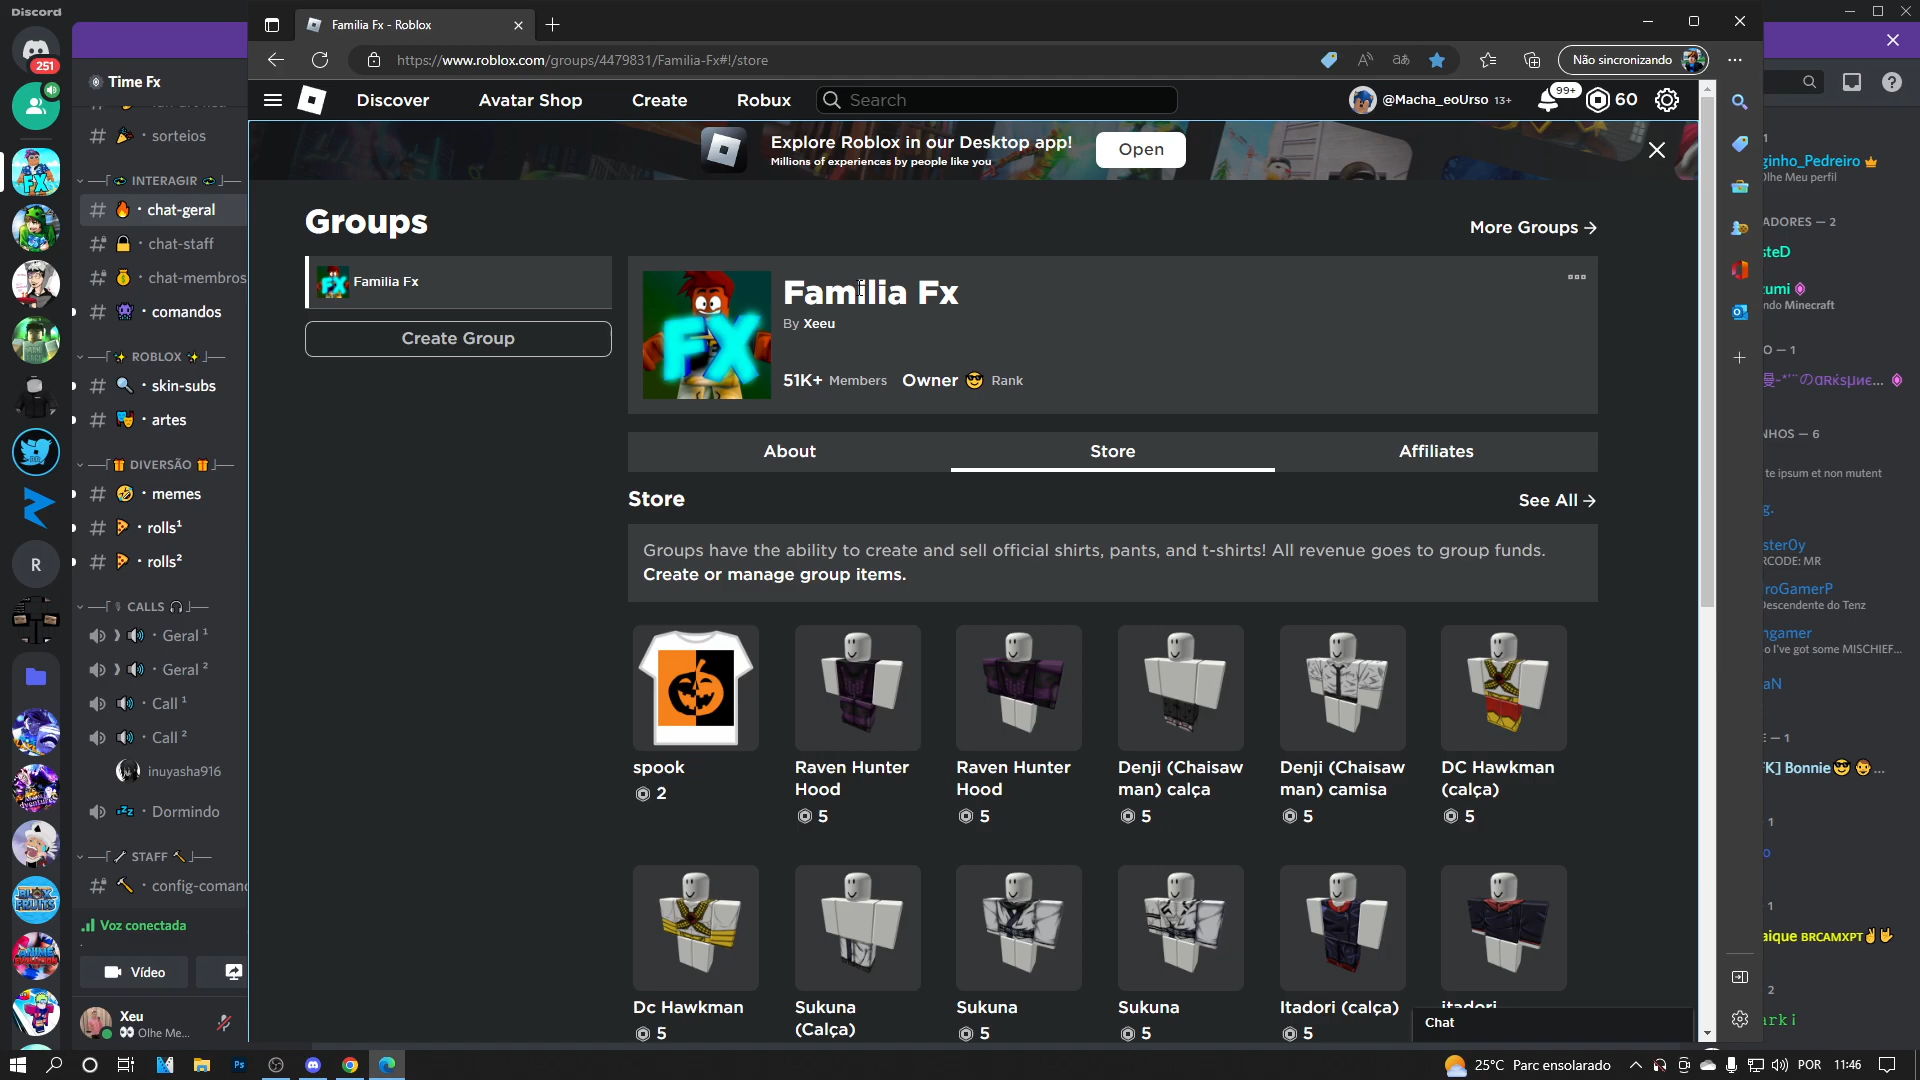 Discord
251
Time Fx
sorteios
INTERAGIR
chat-geral
chat-staff
chat-membros
comandos
ROBLOX
skin-subs
artes
DIVERSÃO
memes
rolls¹
rolls²
R
CALLS
Geral ¹
Geral ²
Call ¹
Call ²
inuyasha916
Dormindo
STAFF
config-coman
Voz conectada
Vídeo
Xeu
Olhe Me...
Familia Fx - Roblox
https://www.roblox.com/groups/4479831/Familia-Fx#!/store
Não sincronizando
Discover
Avatar Shop
Create
Robux
Search
@Macha_eoUrso 13+
99+
60
Explore Roblox in our Desktop app!
Millions of experiences by people like you
Open
Groups
More Groups
Familia Fx
Create Group
FX
Familia Fx
By Xeeu
51K+ Members
Owner 😎 Rank
About
Store
Affiliates
Store
See All
Groups have the ability to create and sell official shirts, pants, and t-shirts! All revenue goes to group funds.
Create or manage group items.
spook
2
Raven Hunter
Hood
5
Raven Hunter
Hood
5
Denji (Chaisaw
man) calça
5
Denji (Chaisaw
man) camisa
5
DC Hawkman
(calça)
5
Dc Hawkman
5
Sukuna
(Calça)
Sukuna
5
Sukuna
5
Itadori (calça)
5
itadori
Chat
ginho_Pedreiro
Olhe Meu perfil
ADORES — 2
steD
zumi
ndo Minecraft
O — 1
NHOS — 6
te ipsum et non mutent
g.
sterOy
RCODE: MR
roGamerP
Descendente do Tenz
ngamer
o I've got some MISCHIEF...
aN
E — 1
K] Bonnie😎
1
o
1
aique BRCAMXPT
2
arki
25°C Parc ensolarado
POR
11:46